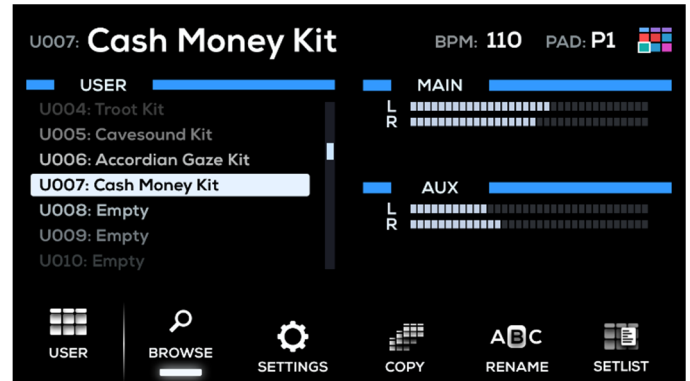 U007: Cash Money Kit
BPM: 110 PAD: P1
USER
U004: Troot Kit
U005: Cavesound Kit
U006: Accordian Gaze Kit
U007: Cash Money Kit
U008: Empty
U009: Empty
U010: Empty
MAIN
L
R
AUX
L
R
USER
BROWSE
SETTINGS
COPY
ABC
RENAME
SETLIST